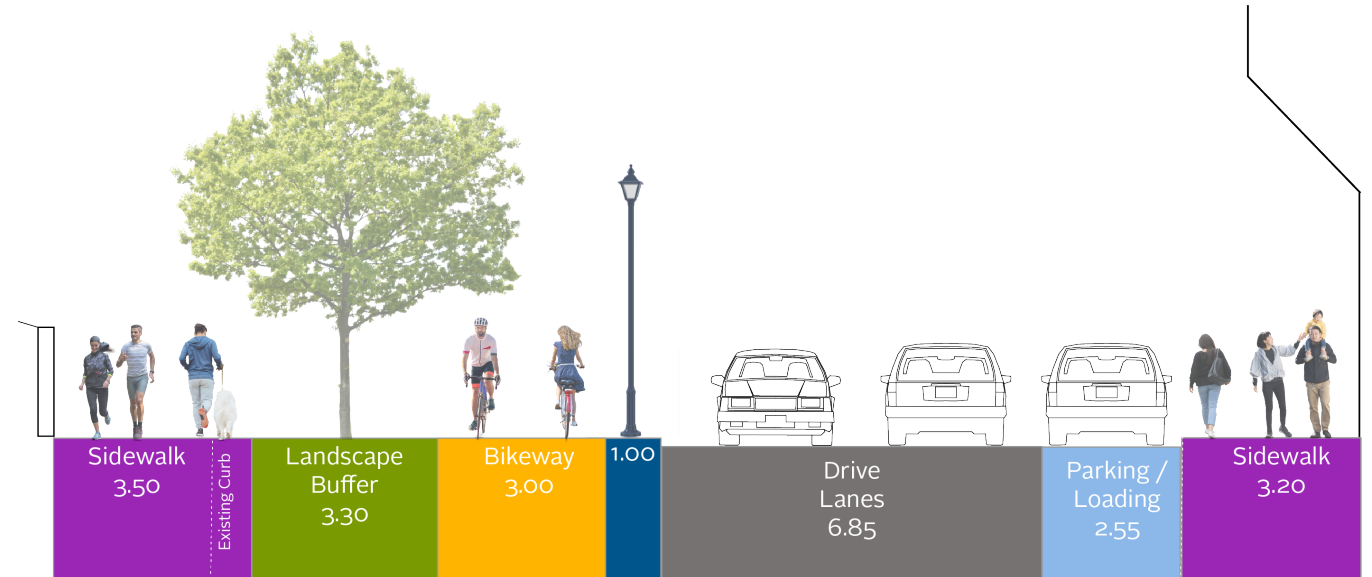 Sidewalk
3.50
Existing Curb
Landscape
Buffer
3.30
Bikeway
3.00
1.00
Drive
Lanes
6.85
Parking /
Loading
2.55
Sidewalk
3.20